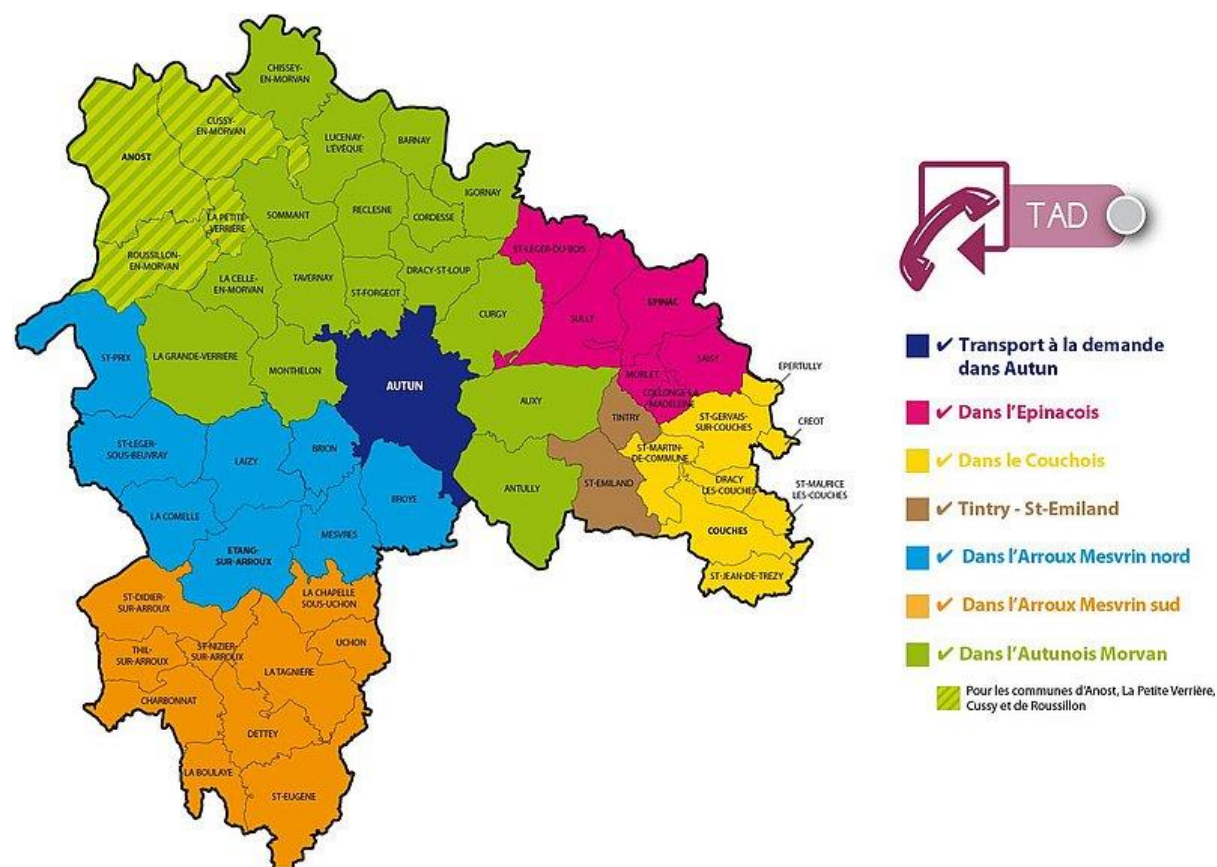 CHISSEY-
EN-MORVAN
CUSSY-
EN-MORVAN
LUCENAY-
L'ÉVÊQUE
BARNAY
ANOST
IGORNAY
SOMMANT
RECLESNE
CORDESSE
LA PETITE-
VERRIÈRE
ROUSSILLON-
EN-MORVAN
LA CELLE-
EN-MORVAN
TAVERNAY
DRACY-ST-LOUP
ST-FORGEOT
ST-LEGER-DU-BOIS
EPINAC
CURGY
SULLY
ST-PRIX
LA GRANDE-VERRIÈRE
MONTHELON
AUTUN
SAISY
MORLET
COLLONGE-LA
-MADELEINE
EPERTULLY
AUXY
TINTRY
ST-GERVAIS-
SUR-COUCHES
CREOT
ST-LEGER-
SOUS-BEUVRAY
LAIZY
BRION
ST-MARTIN-
DE-COMMUNE
DRACY
LES-COUCHES
ST-MAURICE
LES-COUCHES
ST-EMILAND
ANTULLY
BROYE
LA COMELLE
MESVRES
COUCHES
ETANG-
SUR-ARROUX
ST-JEAN-DE-TREZY
ST-DIDIER-
SUR-ARROUX
LA CHAPELLE
SOUS-UCHON
THIL-
SUR-ARROUX
ST-NIZIER-
SUR-ARROUX
UCHON
LA TAGNIÈRE
CHARBONNAT
DETTEY
LA BOULAYE
ST-EUGÈNE
TAD
✔ Transport à la demande
dans Autun
✔ Dans l'Epinacois
✔ Dans le Couchois
✔ Tintry - St-Emiland
✔ Dans l'Arroux Mesvrin nord
✔ Dans l'Arroux Mesvrin sud
✔ Dans l'Autunois Morvan
Pour les communes d'Anost, La Petite Verrière,
Cussy et de Roussillon